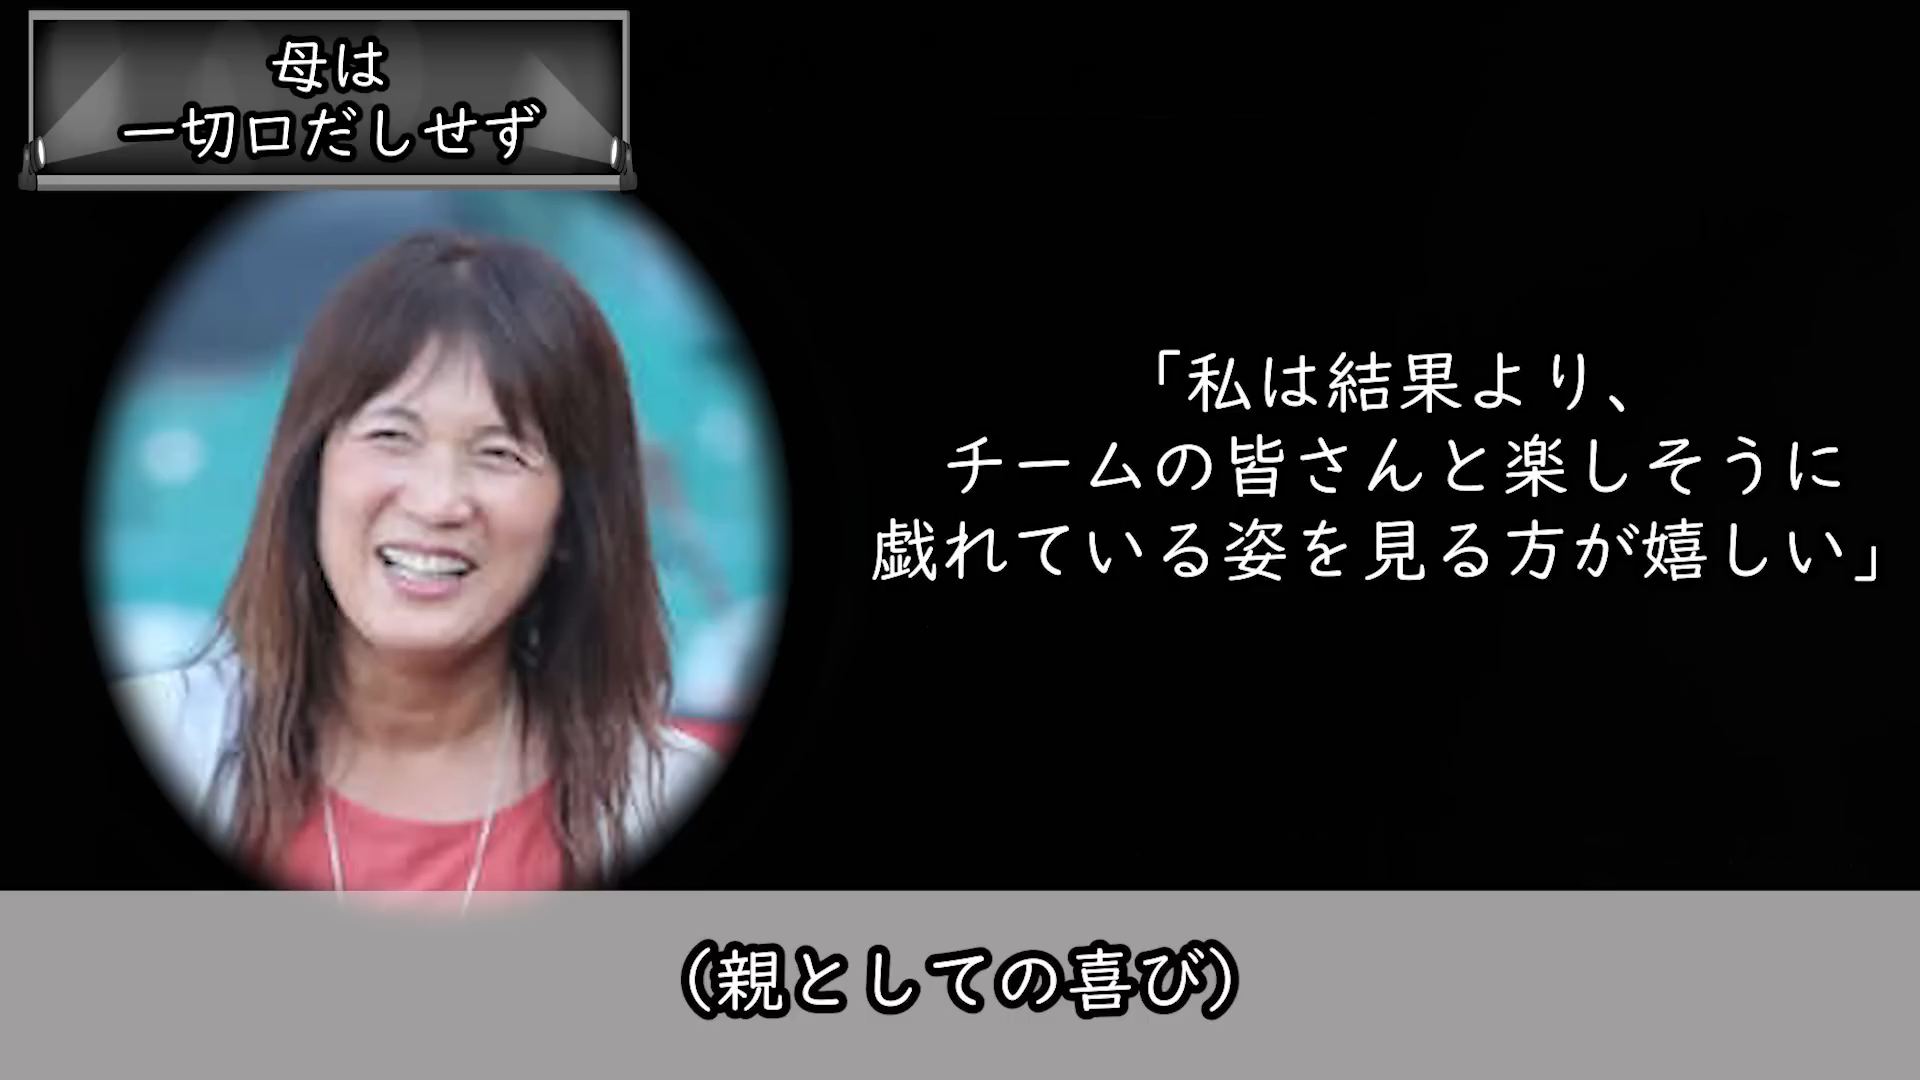 母は
一切口だしせず
「私は結果より、
チームの皆さんと楽しそうに
戯れている姿を見る方が嬉しい」
（親としての喜び）